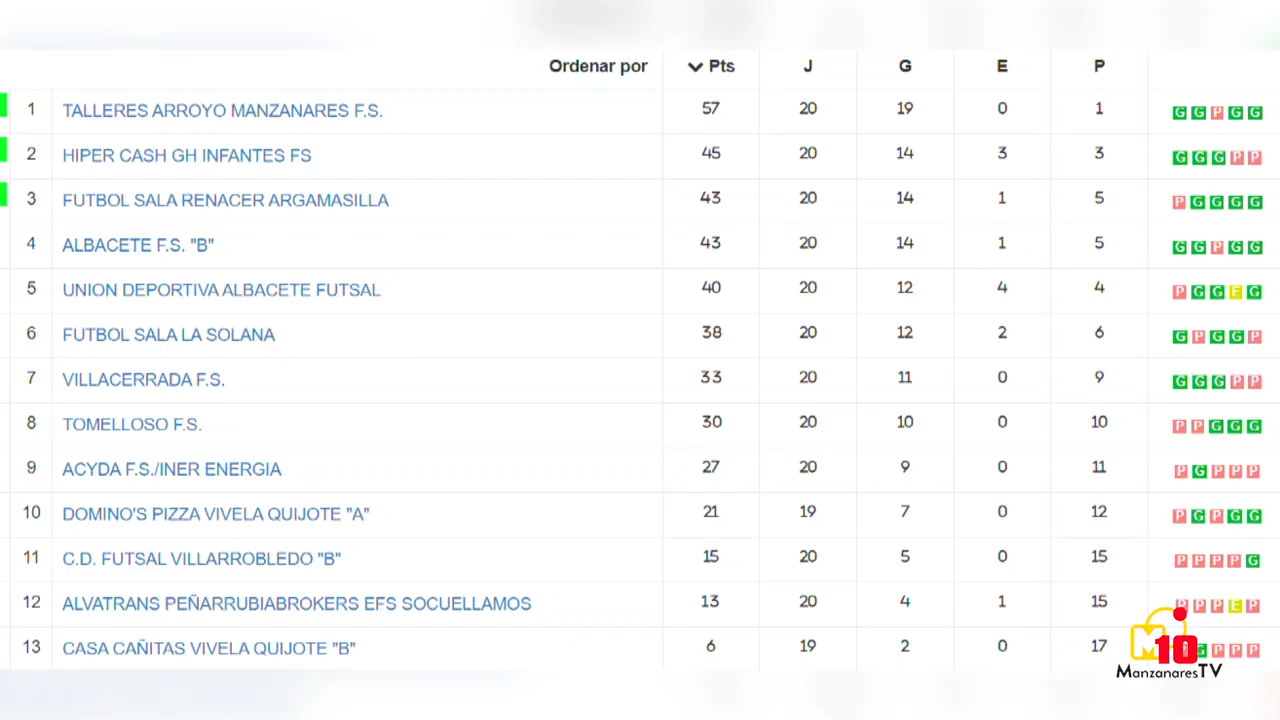 Ordenar por Pts J G E P
1 TALLERES ARROYO MANZANARES F.S. 57 20 19 0 1 G G P G G
2 HIPER CASH GH INFANTES FS 45 20 14 3 3 G G G P P
3 FUTBOL SALA RENACER ARGAMASILLA 43 20 14 1 5 P G G G G
4 ALBACETE F.S. "B" 43 20 14 1 5 G G P G G
5 UNION DEPORTIVA ALBACETE FUTSAL 40 20 12 4 4 P G G E G
6 FUTBOL SALA LA SOLANA 38 20 12 2 6 G P G G P
7 VILLACERRADA F.S. 33 20 11 0 9 G G G P P
8 TOMELLOSO F.S. 30 20 10 0 10 P P G G G
9 ACYDA F.S./INER ENERGIA 27 20 9 0 11 P G P P P
10 DOMINO'S PIZZA VIVELA QUIJOTE "A" 21 19 7 0 12 P G P G G
11 C.D. FUTSAL VILLARROBLEDO "B" 15 20 5 0 15 P P P P G
12 ALVATRANS PEÑARRUBIABROKERS EFS SOCUELLAMOS 13 20 4 1 15 P P P E P
13 CASA CAÑITAS VIVELA QUIJOTE "B" 6 19 2 0 17 G P P P
M10
ManzanaresTV